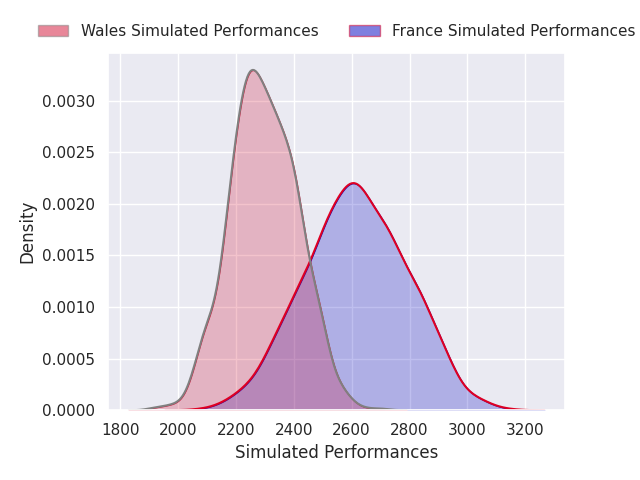 Wales Simulated Performances France Simulated Performances
0.0030
0.0025
0.0020
0.0015
0.0010
0.0005
0.0000
Density
1800 2000 2200 2400 2600 2800 3000 3200
Simulated Performances